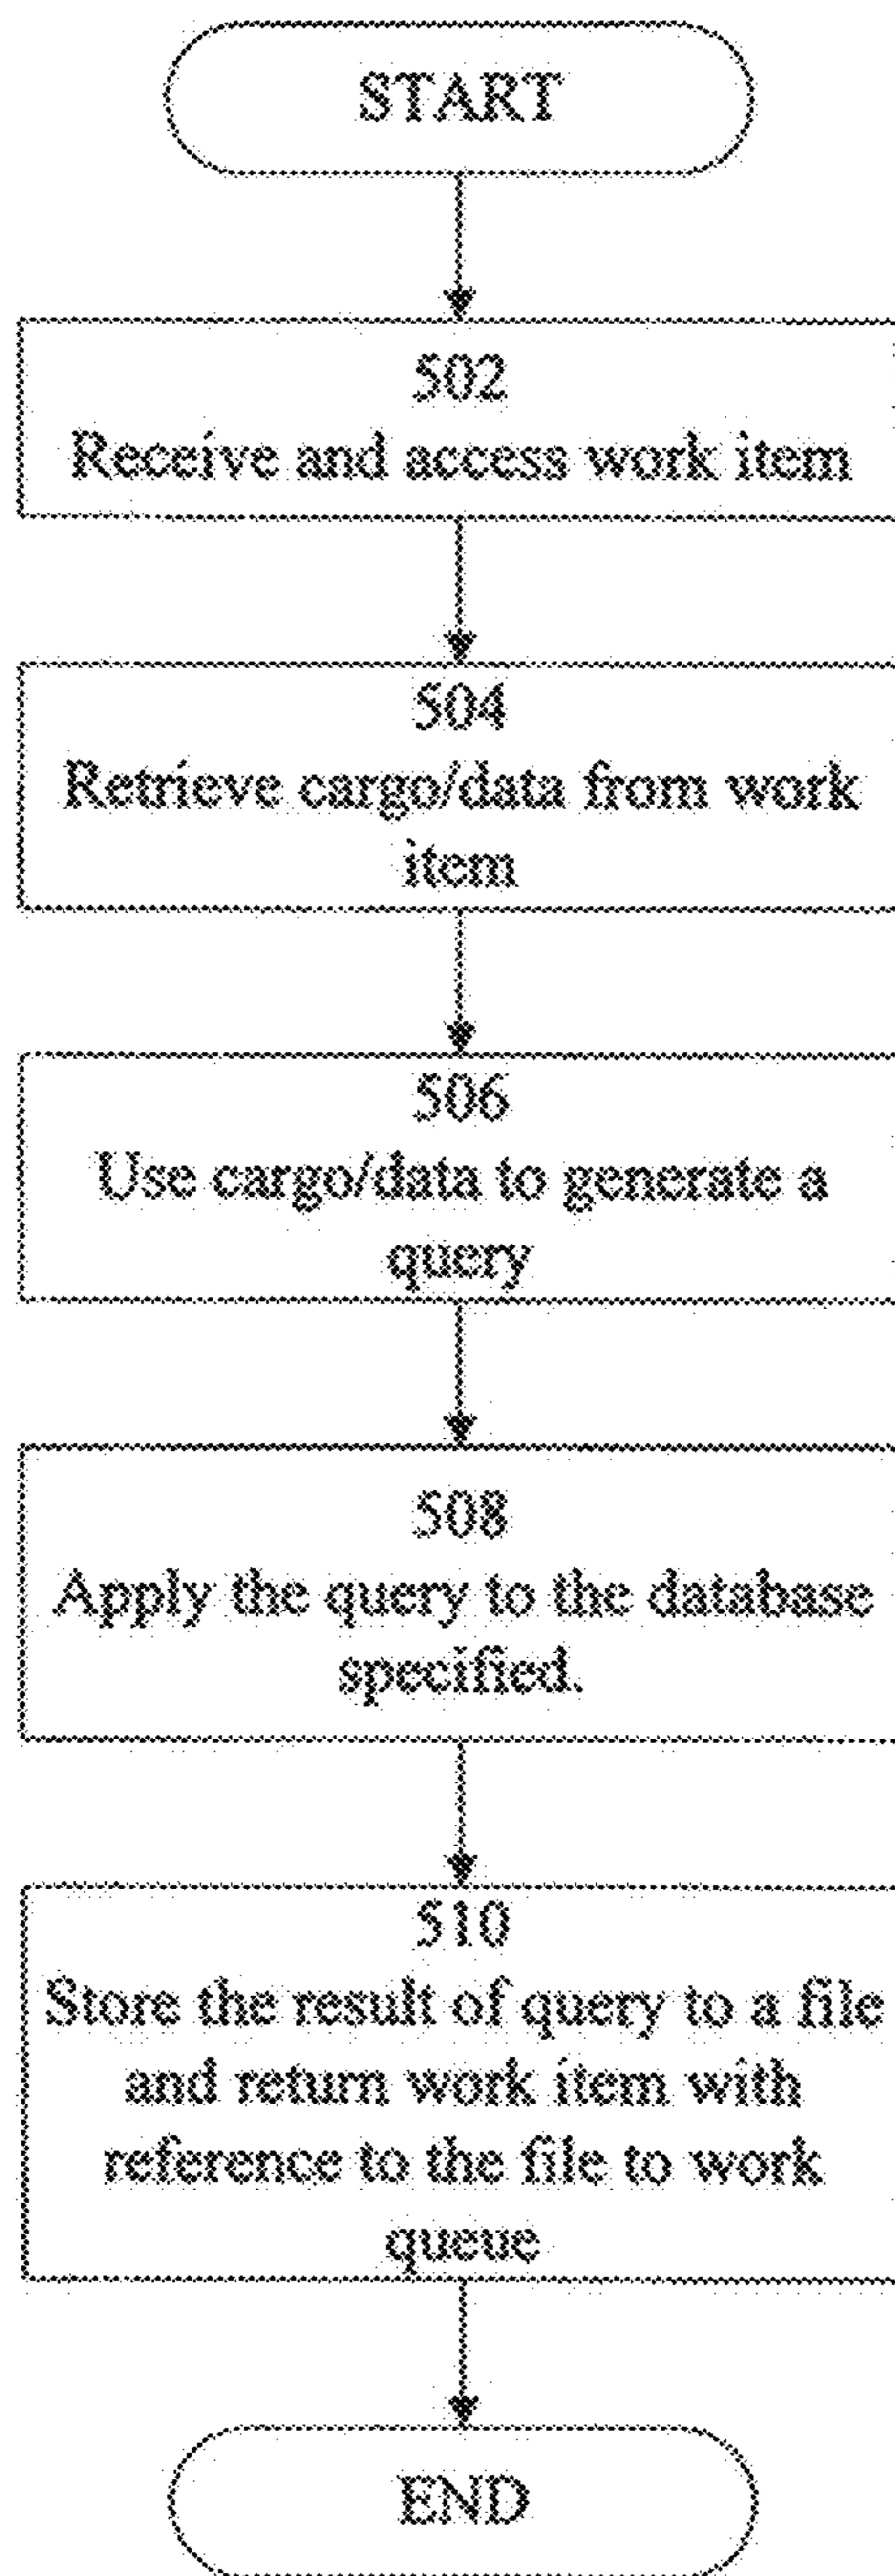 START
502
Receive and access work item
504
Retrieve cargo/data from work
item
506
Use cargo/data to generate a
query
508
Apply the query to the database
specified.
510
Store the result of query to a file
and return work item with
reference to the file to work
queue
END